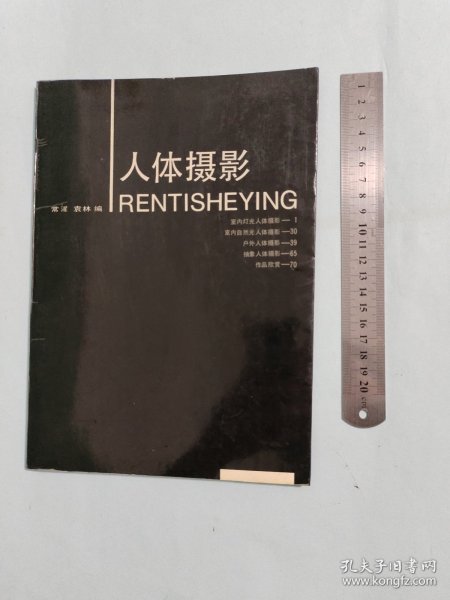 人体摄影
常浬 袁林 编
RENTISHEYING
室内灯光人体摄影—1
室内自然光人体摄影—30
户外人体摄影—39
抽象人体摄影—65
作品欣赏—70
1 2 3 4 5 6 7 8 9 10 11 12 13 14 15 16 17 18 19 20 cm
孔夫子旧书网
www.kongfz.com